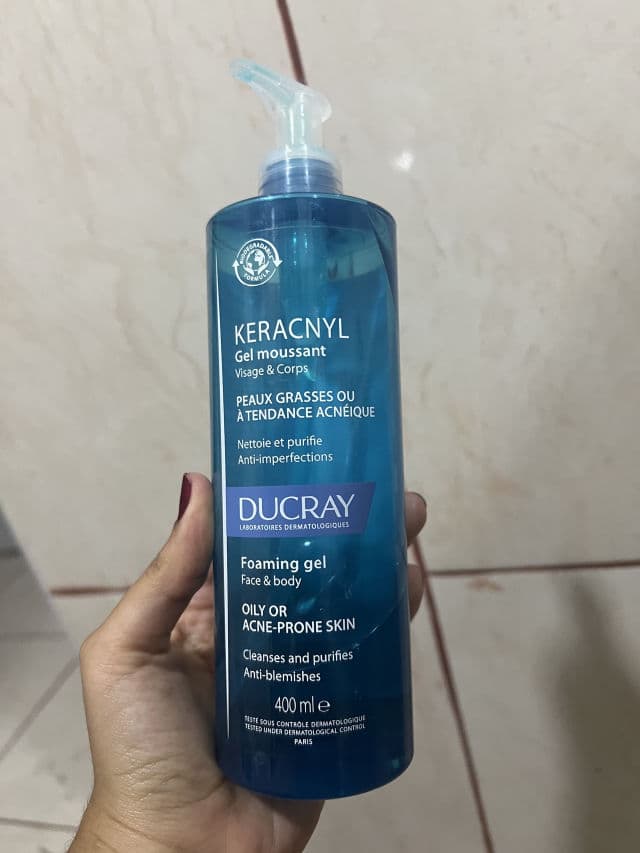 BIODEGRADABLE
FORMULA
KERACNYL
Gel moussant
Visage & Corps
PEAUX GRASSES OU
À TENDANCE ACNÉIQUE
Nettoie et purifie
Anti-imperfections
DUCRAY
LABORATOIRES DERMATOLOGIQUES
Foaming gel
Face & body
OILY OR
ACNE-PRONE SKIN
Cleanses and purifies
Anti-blemishes
400 ml e
TESTÉ SOUS CONTRÔLE DERMATOLOGIQUE
TESTED UNDER DERMATOLOGICAL CONTROL
PARIS